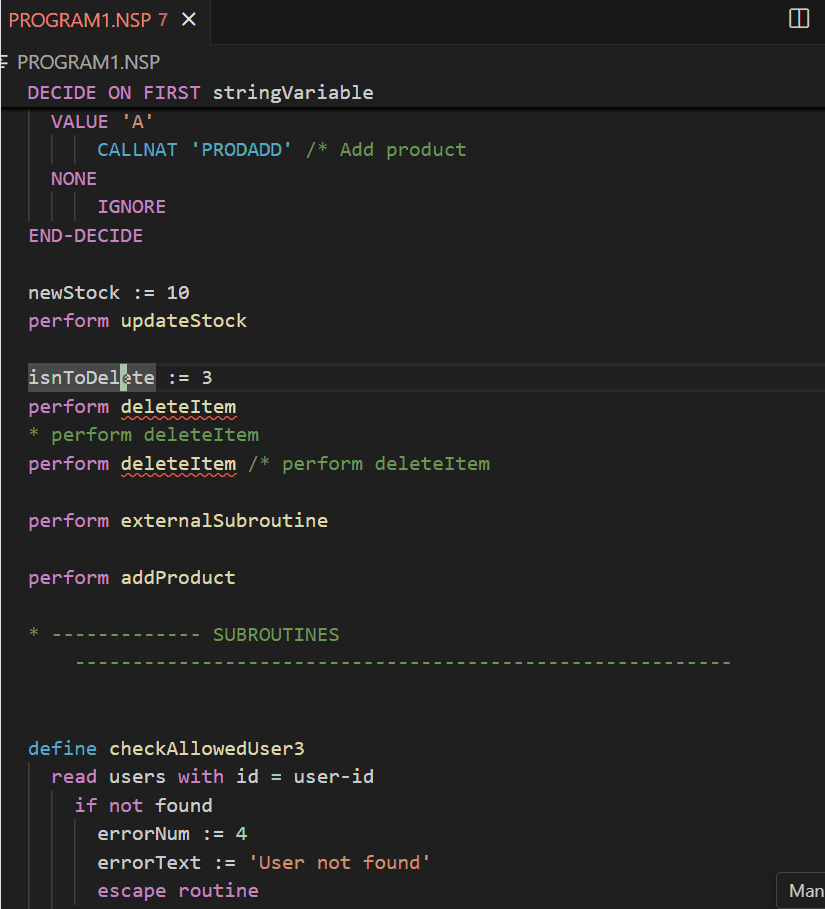 PROGRAM1.NSP 7
PROGRAM1.NSP
DECIDE ON FIRST stringVariable
VALUE 'A'
CALLNAT 'PRODADD' /* Add product
NONE
IGNORE
END-DECIDE
newStock := 10
perform updateStock
isnToDelete := 3
perform deleteItem
* perform deleteItem
perform deleteItem /* perform deleteItem
perform externalSubroutine
perform addProduct
* ------------- SUBROUTINES
---------------------------------------------------------
define checkAllowedUser3
read users with id = user-id
if not found
errorNum := 4
errorText := 'User not found'
escape routine
Man